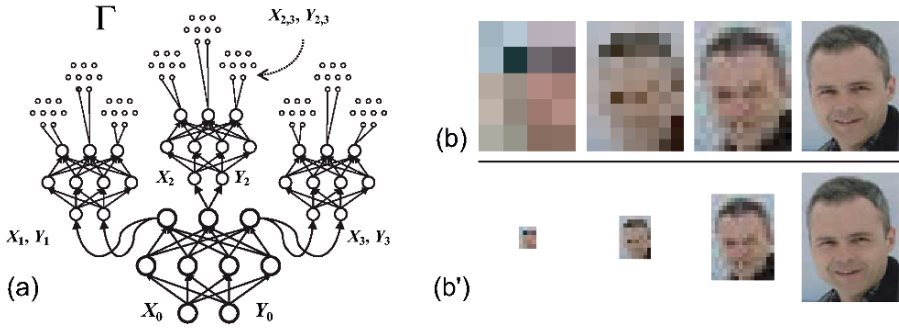 Γ
X2,3, Y2,3
X2 Y2
X1, Y1
X3, Y3
X0 Y0
(a)
(b)
(b')